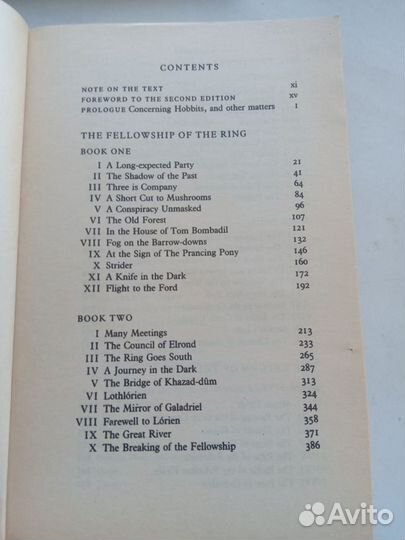 CONTENTS
NOTE ON THE TEXT xi
FOREWORD TO THE SECOND EDITION xv
PROLOGUE Concerning Hobbits, and other matters 1
THE FELLOWSHIP OF THE RING
BOOK ONE
I A Long-expected Party 21
II The Shadow of the Past 41
III Three is Company 64
IV A Short Cut to Mushrooms 84
V A Conspiracy Unmasked 96
VI The Old Forest 107
VII In the House of Tom Bombadil 121
VIII Fog on the Barrow-downs 132
IX At the Sign of The Prancing Pony 146
X Strider 160
XI A Knife in the Dark 172
XII Flight to the Ford 192
BOOK TWO
I Many Meetings 213
II The Council of Elrond 233
III The Ring Goes South 265
IV A Journey in the Dark 287
V The Bridge of Khazad-dûm 313
VI Lothlórien 324
VII The Mirror of Galadriel 344
VIII Farewell to Lórien 358
IX The Great River 371
X The Breaking of the Fellowship 386
Avito